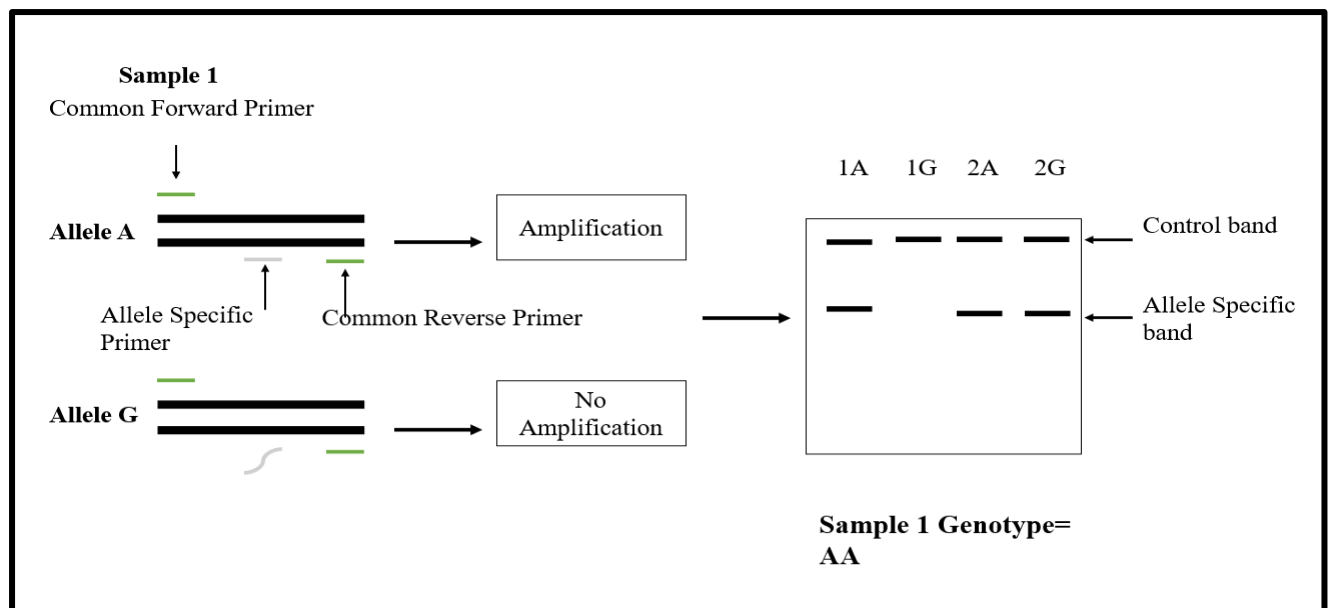 Sample 1
Common Forward Primer
1A 1G 2A 2G
Allele A
Amplification
Control band
Allele Specific
Primer
Common Reverse Primer
Allele Specific
band
Allele G
No
Amplification
Sample 1 Genotype=
AA